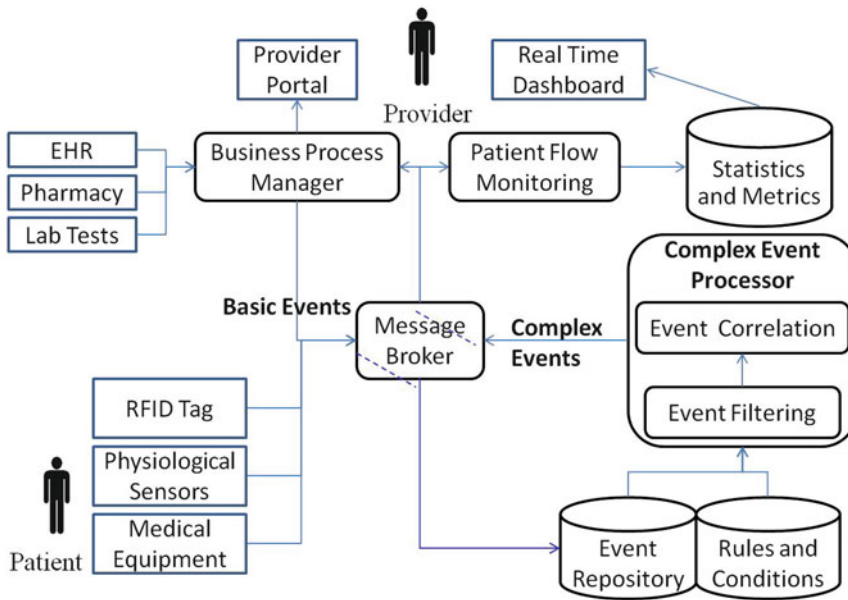 Provider
Portal
Provider
Real Time
Dashboard
EHR
Pharmacy
Lab Tests
Business Process
Manager
Patient Flow
Monitoring
Statistics
and Metrics
Complex Event
Processor
Event Correlation
Event Filtering
Basic Events
Message
Broker
Complex
Events
RFID Tag
Physiological
Sensors
Medical
Equipment
Patient
Event
Repository
Rules and
Conditions